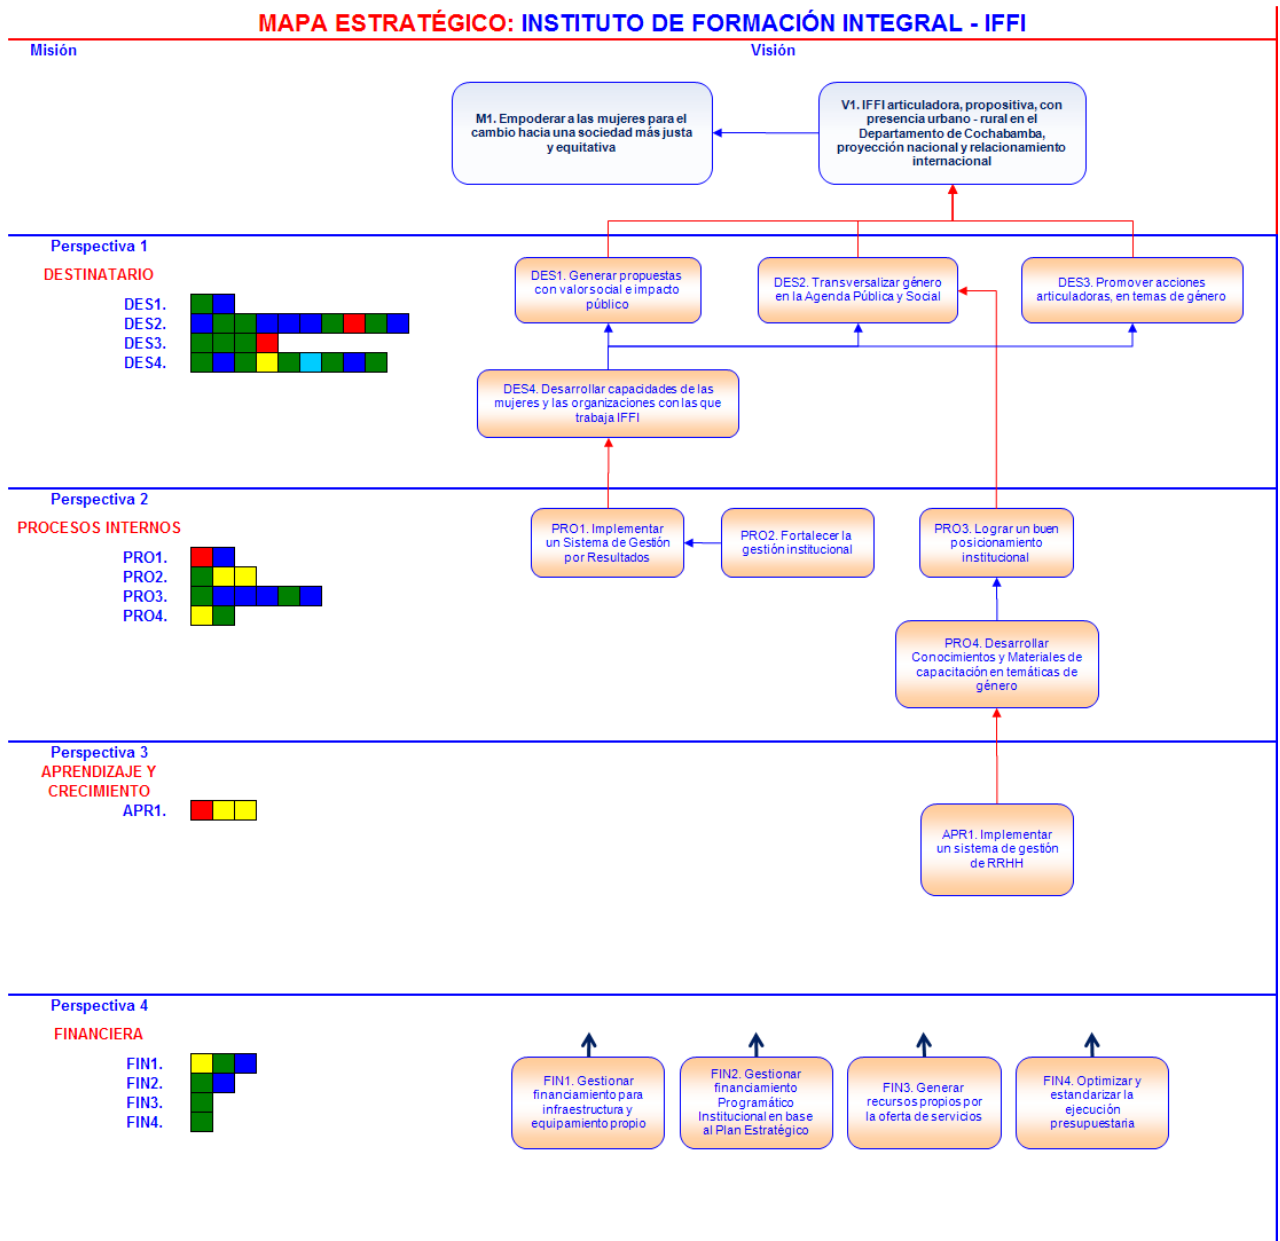 MAPA ESTRATÉGICO: INSTITUTO DE FORMACIÓN INTEGRAL - IFFI
Misión
Visión
M1. Empoderar a las mujeres para el
cambio hacia una sociedad más justa
y equitativa
V1. IFFI articuladora, propositiva, con
presencia urbano - rural en el
Departamento de Cochabamba,
proyección nacional y relacionamiento
internacional
Perspectiva 1
DESTINATARIO
DES1.
DES2.
DES3.
DES4.
DES1. Generar propuestas
con valor social e impacto
público
DES2. Transversalizar género
en la Agenda Pública y Social
DES3. Promover acciones
articuladoras, en temas de género
DES4. Desarrollar capacidades de las
mujeres y las organizaciones con las que
trabaja IFFI
Perspectiva 2
PROCESOS INTERNOS
PRO1.
PRO2.
PRO3.
PRO4.
PRO1. Implementar
un Sistema de Gestión
por Resultados
PRO2. Fortalecer la
gestión institucional
PRO3. Lograr un buen
posicionamiento
institucional
PRO4. Desarrollar
Conocimientos y Materiales de
capacitación en temáticas de
género
Perspectiva 3
APRENDIZAJE Y
CRECIMIENTO
APR1.
APR1. Implementar
un sistema de gestión
de RRHH
Perspectiva 4
FINANCIERA
FIN1.
FIN2.
FIN3.
FIN4.
FIN1. Gestionar
financiamiento para
infraestructura y
equipamiento propio
FIN2. Gestionar
financiamiento
Programático
Institucional en base
al Plan Estratégico
FIN3. Generar
recursos propios por
la oferta de servicios
FIN4. Optimizar y
estandarizar la
ejecución
presupuestaria